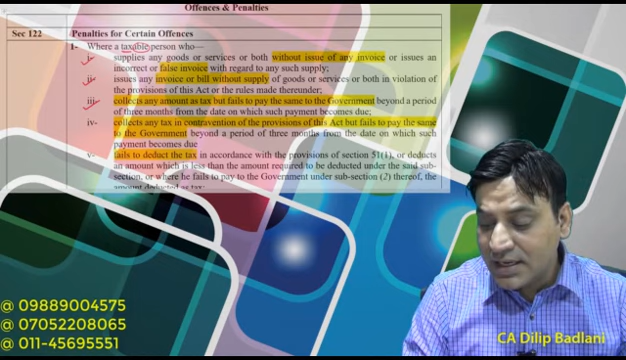 Offences & Penalties
Sec 122 Penalties for Certain Offences
1- Where a taxable person who—
i- supplies any goods or services or both without issue of any invoice or issues an
incorrect or false invoice with regard to any such supply;
ii- issues any invoice or bill without supply of goods or services or both in violation of
the provisions of this Act or the rules made thereunder;
iii- collects any amount as tax but fails to pay the same to the Government beyond a period
of three months from the date on which such payment becomes due;
iv- collects any tax in contravention of the provisions of this Act but fails to pay the same
to the Government beyond a period of three months from the date on which such
payment becomes due
v- fails to deduct the tax in accordance with the provisions of section 51(1), or deducts
an amount which is less than the amount required to be deducted under the said sub-
section, or where he fails to pay to the Government under sub-section (2) thereof, the
amount deducted as tax;
@ 09889004575
@ 07052208065
@ 011-45695551
CA Dilip Badlani